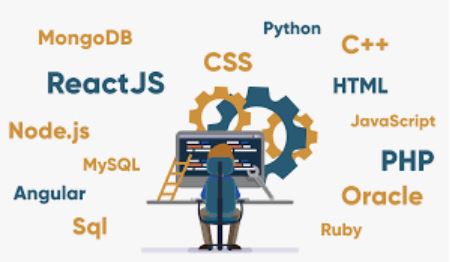 Python
MongoDB
C++
CSS
ReactJS
HTML
Node.js
JavaScript
MySQL
PHP
Angular
Oracle
Sql
Ruby